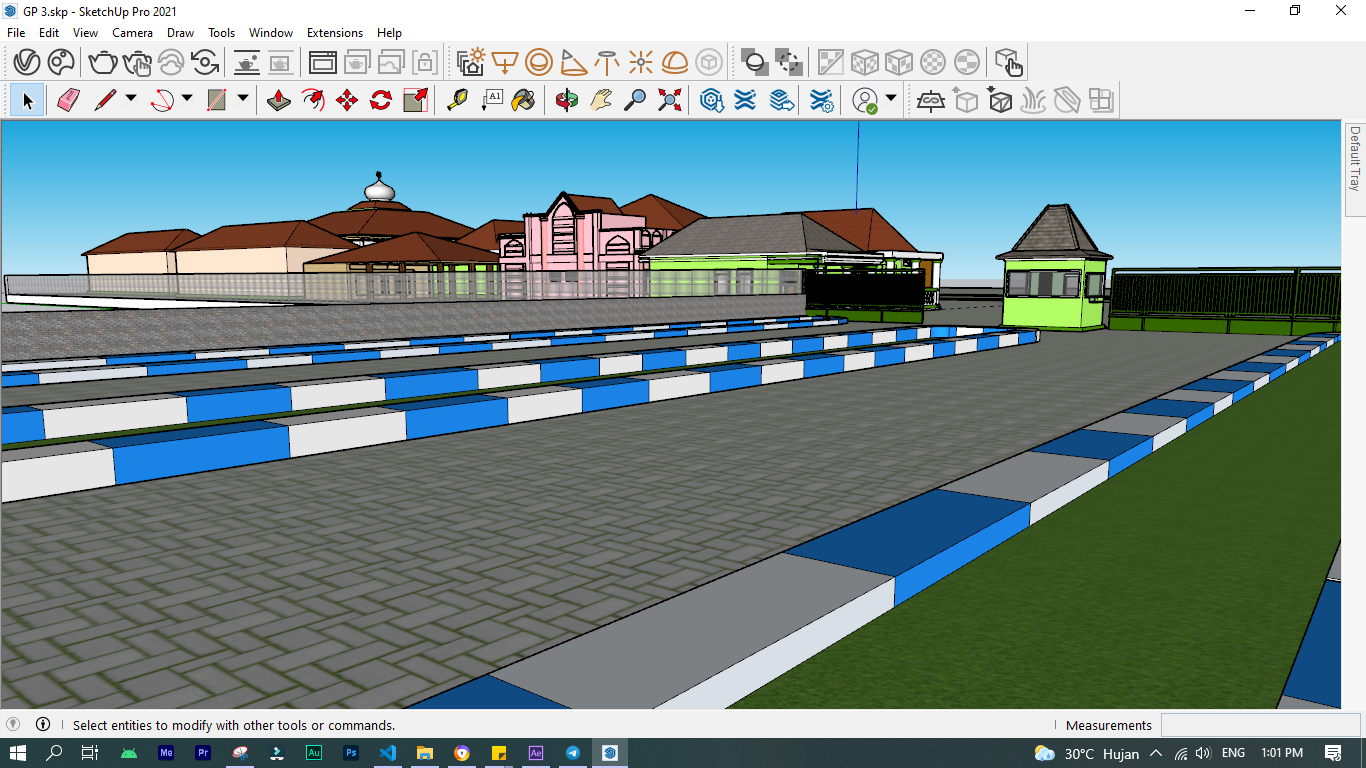 GP 3.skp - SketchUp Pro 2021
File Edit View Camera Draw Tools Window Extensions Help
A1
Default Tray
Select entities to modify with other tools or commands.
Measurements
Me Pr Au Ps Ae 30°C Hujan ENG 1:01 PM